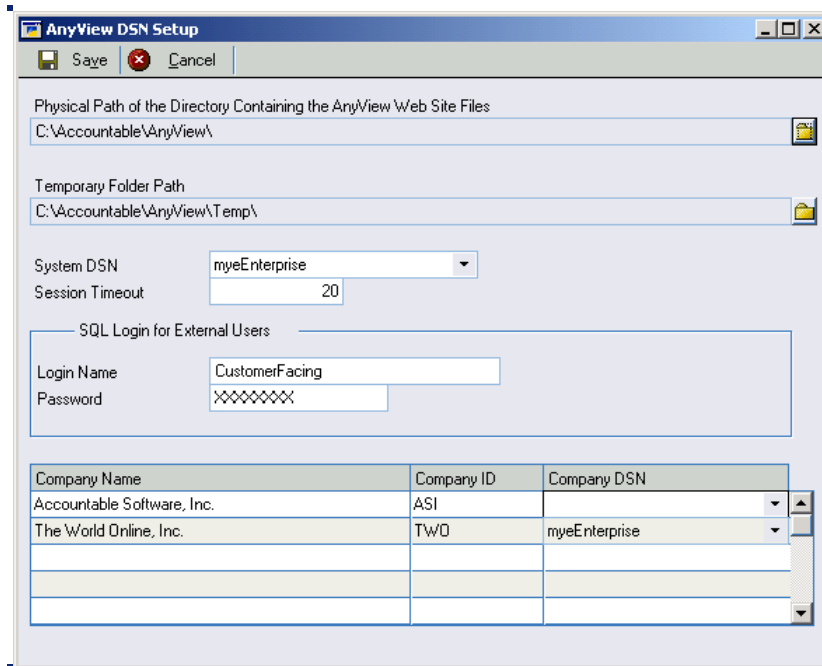 AnyView DSN Setup
Save Cancel
Physical Path of the Directory Containing the AnyView Web Site Files
C:\Accountable\AnyView\
Temporary Folder Path
C:\Accountable\AnyView\Temp\
System DSN myeEnterprise
Session Timeout 20
SQL Login for External Users
Login Name CustomerFacing
Password XXXXXXXX
Company Name Company ID Company DSN
Accountable Software, Inc. ASI
The World Online, Inc. TWO myeEnterprise